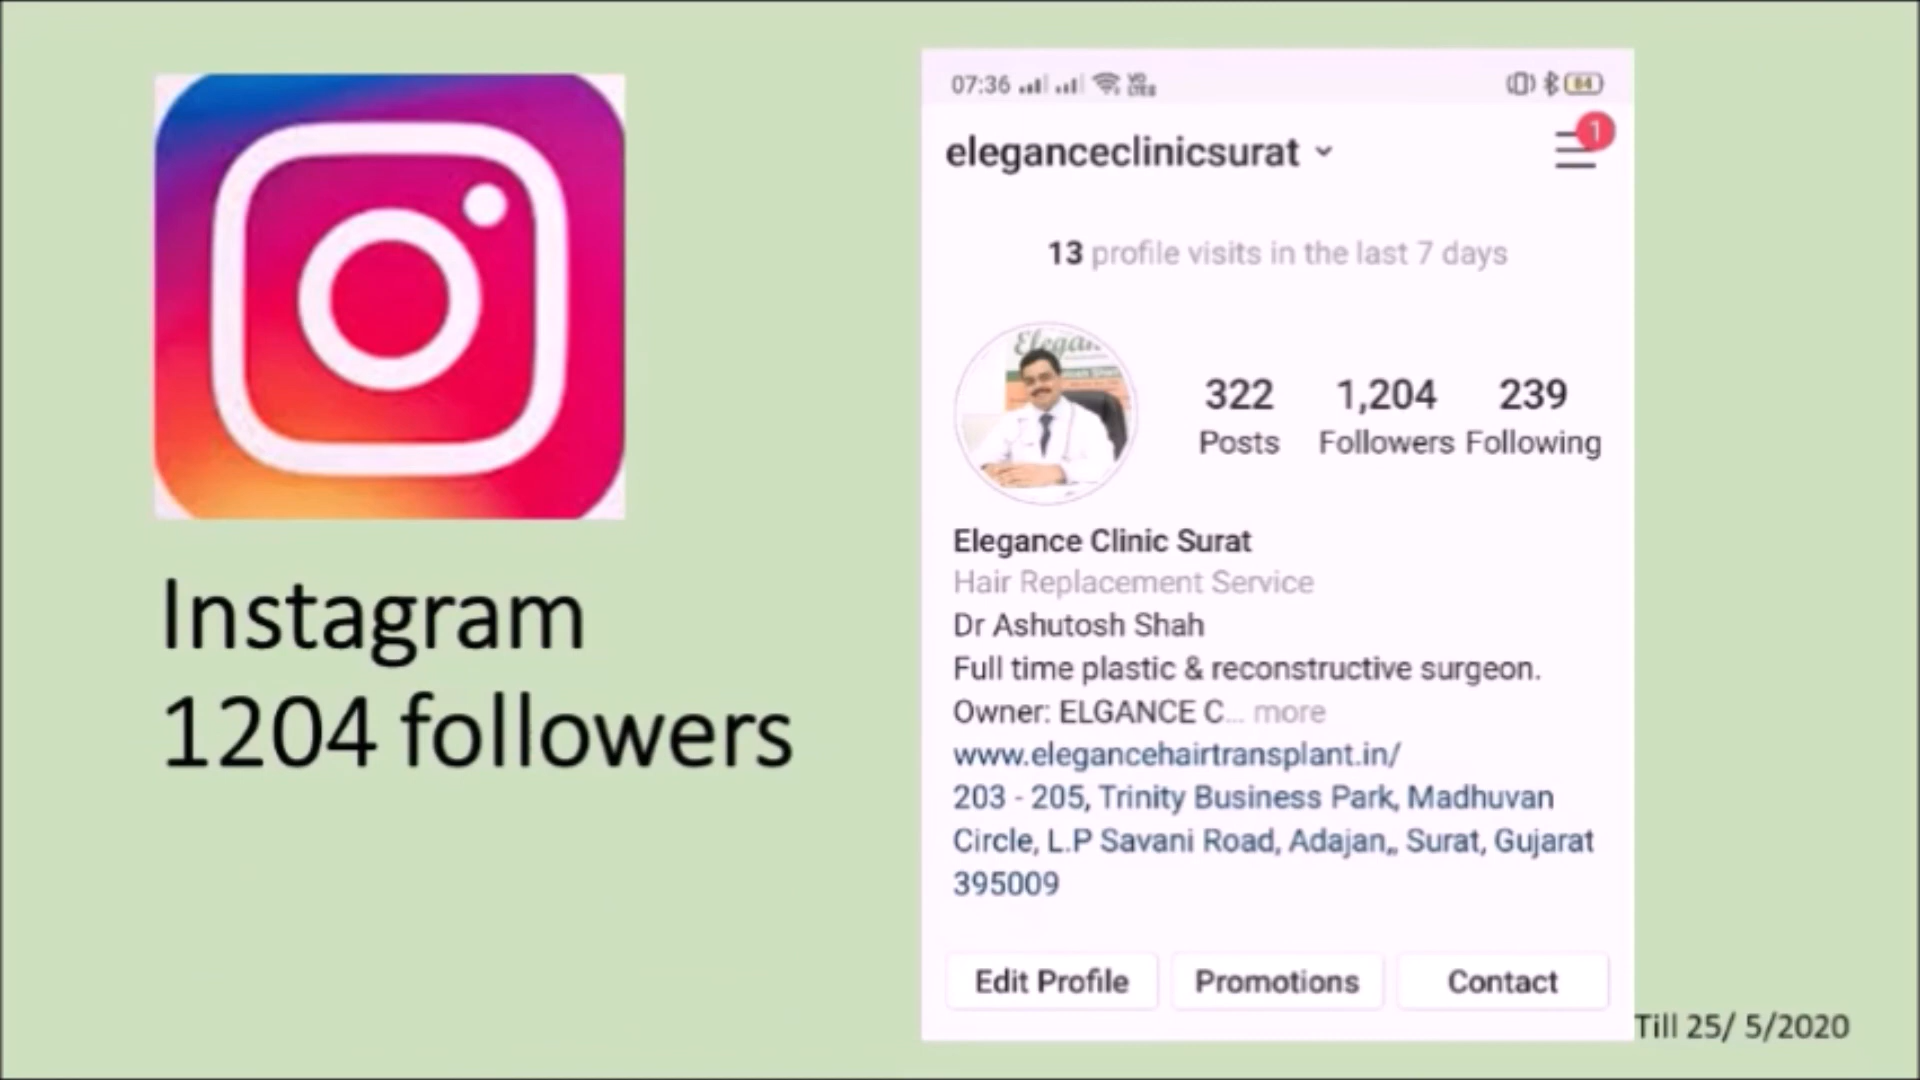 Instagram
1204 followers
07:36
84
eleganceclinicsurat
1
13 profile visits in the last 7 days
Elegan
322 1,204 239
Posts Followers Following
Elegance Clinic Surat
Hair Replacement Service
Dr Ashutosh Shah
Full time plastic & reconstructive surgeon.
Owner: ELGANCE C... more
www.elegancehairtransplant.in/
203 - 205, Trinity Business Park, Madhuvan
Circle, L.P Savani Road, Adajan,, Surat, Gujarat
395009
Edit Profile Promotions Contact
Till 25/ 5/2020